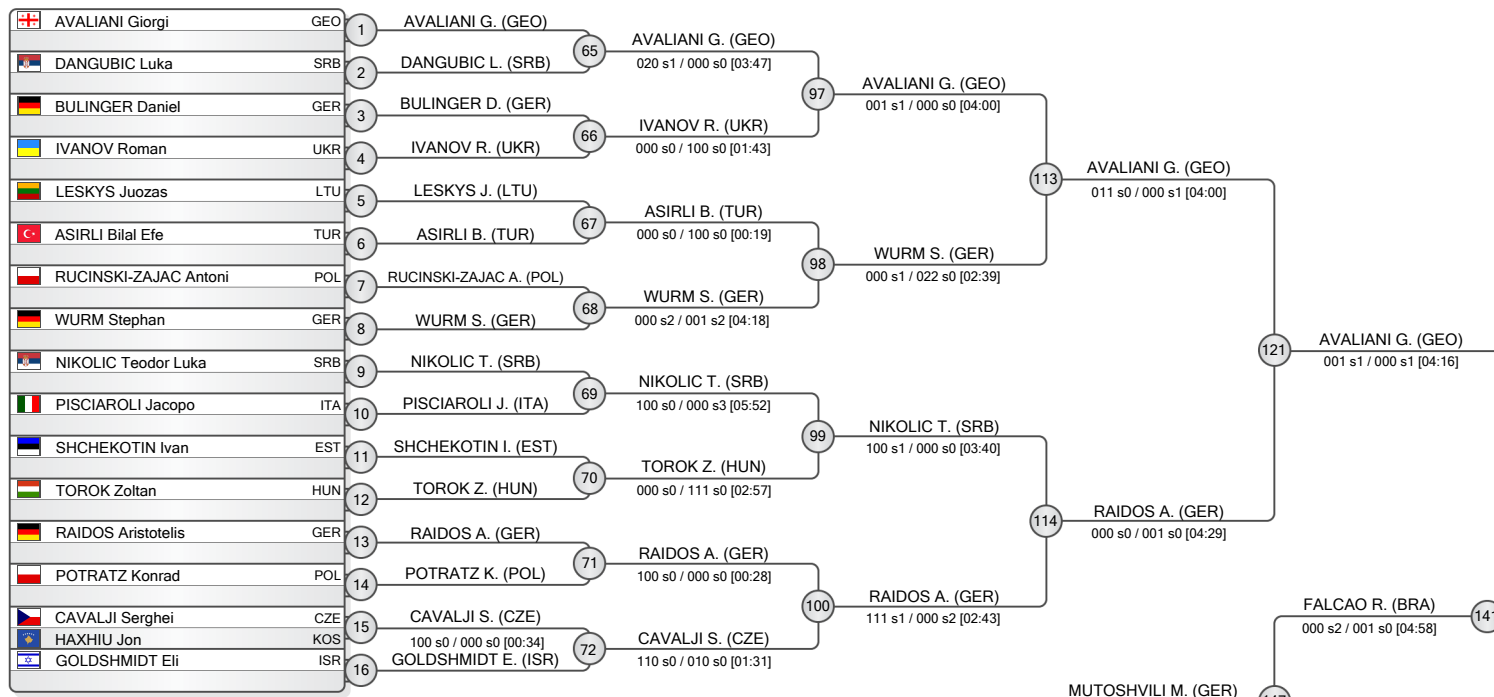 AVALIANI Giorgi GEO
DANGUBIC Luka SRB
BULINGER Daniel GER
IVANOV Roman UKR
LESKYS Juozas LTU
ASIRLI Bilal Efe TUR
RUCINSKI-ZAJAC Antoni POL
WURM Stephan GER
NIKOLIC Teodor Luka SRB
PISCIAROLI Jacopo ITA
SHCHEKOTIN Ivan EST
TOROK Zoltan HUN
RAIDOS Aristotelis GER
POTRATZ Konrad POL
CAVALJI Serghei CZE
HAXHIU Jon KOS
GOLDSHMIDT Eli ISR
1
2
3
4
5
6
7
8
9
10
11
12
13
14
15
16
AVALIANI G. (GEO)
DANGUBIC L. (SRB)
BULINGER D. (GER)
IVANOV R. (UKR)
LESKYS J. (LTU)
ASIRLI B. (TUR)
RUCINSKI-ZAJAC A. (POL)
WURM S. (GER)
NIKOLIC T. (SRB)
PISCIAROLI J. (ITA)
SHCHEKOTIN I. (EST)
TOROK Z. (HUN)
RAIDOS A. (GER)
POTRATZ K. (POL)
CAVALJI S. (CZE)
100 s0 / 000 s0 [00:34]
GOLDSHMIDT E. (ISR)
65
66
67
68
69
70
71
72
AVALIANI G. (GEO)
020 s1 / 000 s0 [03:47]
IVANOV R. (UKR)
000 s0 / 100 s0 [01:43]
ASIRLI B. (TUR)
000 s0 / 100 s0 [00:19]
WURM S. (GER)
000 s2 / 001 s2 [04:18]
NIKOLIC T. (SRB)
100 s0 / 000 s3 [05:52]
TOROK Z. (HUN)
000 s0 / 111 s0 [02:57]
RAIDOS A. (GER)
100 s0 / 000 s0 [00:28]
CAVALJI S. (CZE)
110 s0 / 010 s0 [01:31]
97
98
99
100
AVALIANI G. (GEO)
001 s1 / 000 s0 [04:00]
WURM S. (GER)
000 s1 / 022 s0 [02:39]
NIKOLIC T. (SRB)
100 s1 / 000 s0 [03:40]
RAIDOS A. (GER)
111 s1 / 000 s2 [02:43]
113
114
AVALIANI G. (GEO)
011 s0 / 000 s1 [04:00]
RAIDOS A. (GER)
000 s0 / 001 s0 [04:29]
MUTOSHVILI M. (GER)
121
AVALIANI G. (GEO)
001 s1 / 000 s1 [04:16]
FALCAO R. (BRA)
000 s2 / 001 s0 [04:58]
141